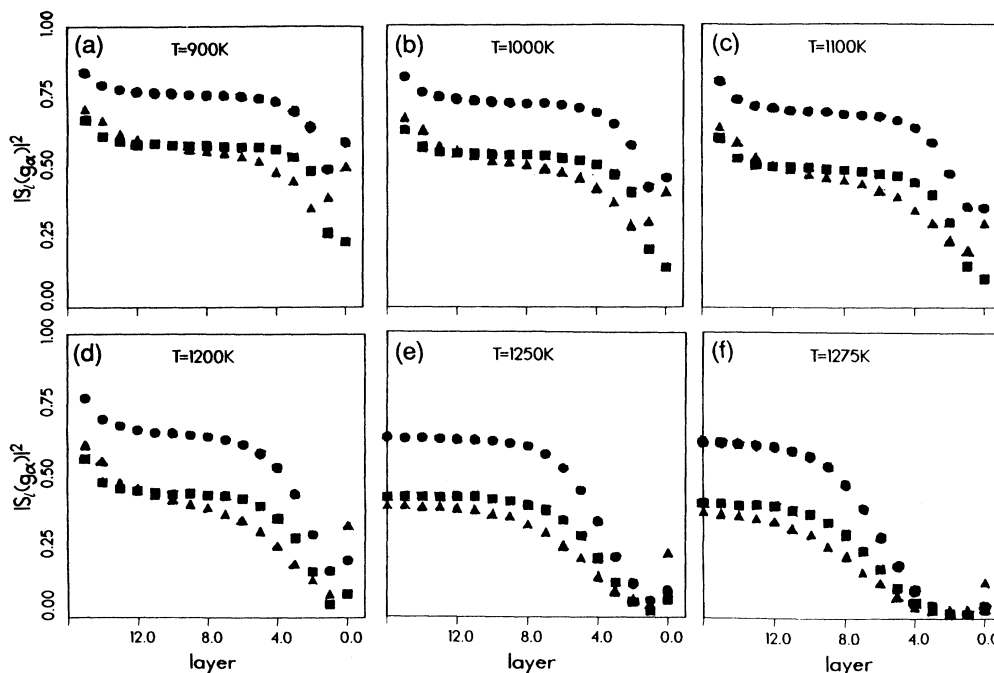 (a) T=900K
(b) T=1000K
(c) T=1100K
1.00
0.75
0.50
0.25
0.00
|S_l(g_α)|²
(d) T=1200K
(e) T=1250K
(f) T=1275K
1.00
0.75
0.50
0.25
0.00
|S_l(g_α)|²
12.0 8.0 4.0 0.0
12.0 8.0 4.0 0.0
12.0 8.0 4.0 0.0
layer
layer
layer